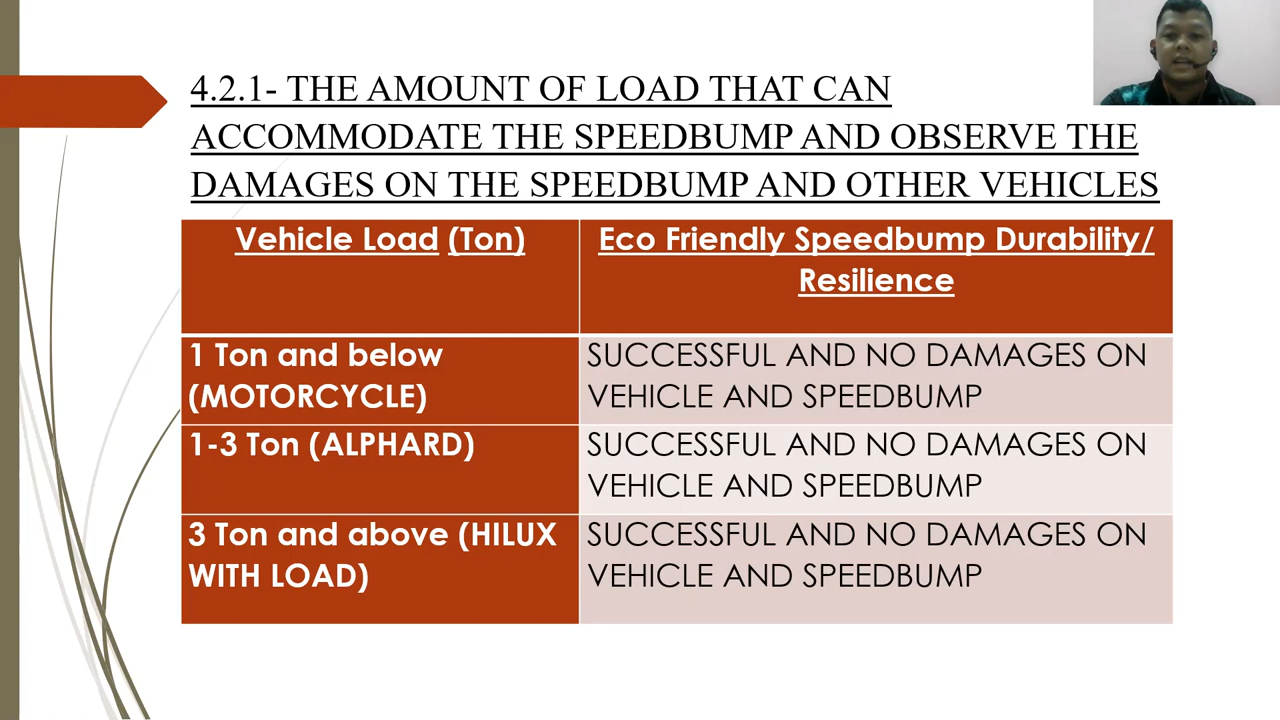 4.2.1- THE AMOUNT OF LOAD THAT CAN
ACCOMMODATE THE SPEEDBUMP AND OBSERVE THE
DAMAGES ON THE SPEEDBUMP AND OTHER VEHICLES
Vehicle Load (Ton)
Eco Friendly Speedbump Durability/
Resilience
1 Ton and below
(MOTORCYCLE)
SUCCESSFUL AND NO DAMAGES ON
VEHICLE AND SPEEDBUMP
1-3 Ton (ALPHARD)
SUCCESSFUL AND NO DAMAGES ON
VEHICLE AND SPEEDBUMP
3 Ton and above (HILUX
WITH LOAD)
SUCCESSFUL AND NO DAMAGES ON
VEHICLE AND SPEEDBUMP